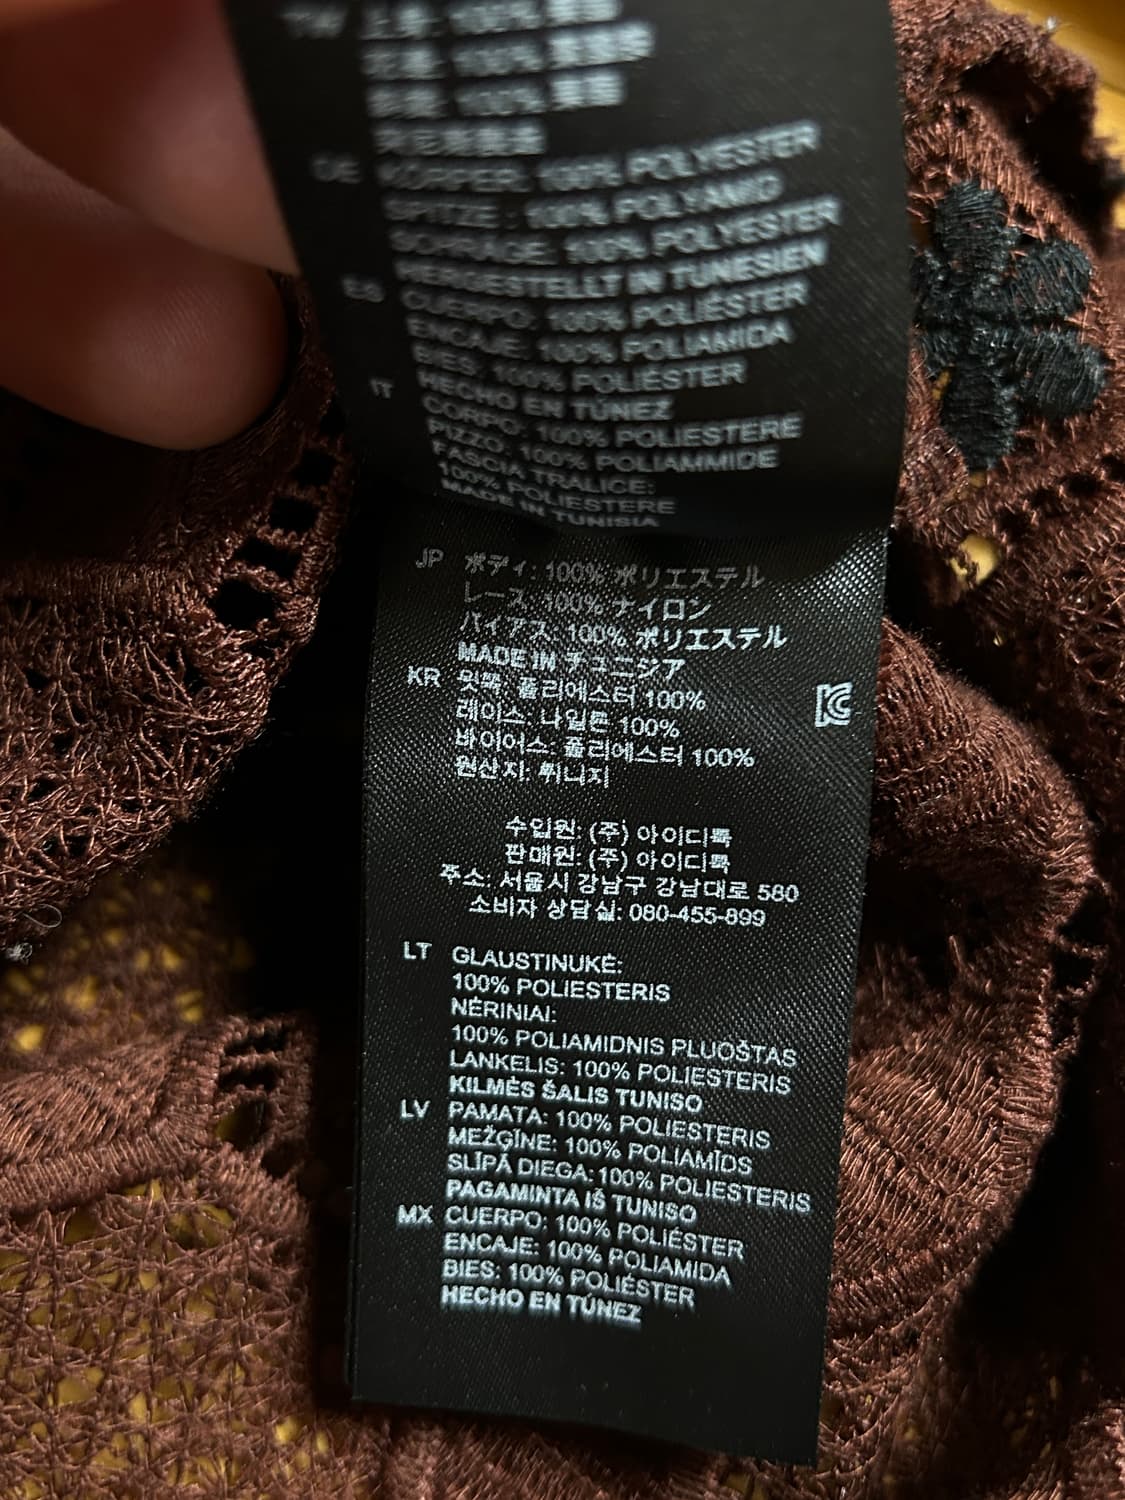 TW
100%
100%
100%
DE KÖRPER: 100% POLYESTER
SPITZE : 100% POLYAMID
100% POLYESTER
HERGESTELLT IN TUNESIEN
ES CUERPO: 100% POLIÉSTER
ENCAJE: 100% POLIAMIDA
BIES: 100% POLIÉSTER
HECHO EN TÚNEZ
IT CORPO: 100% POLIESTERE
PIZZO: 100% POLIAMMIDE
FASCIA TRALICE:
100% POLIESTERE
MADE IN TUNISIA
JP ボディ: 100% ポリエステル
レース: 100% ナイロン
バイアス: 100% ポリエステル
MADE IN チュニジア
KR 윗쪽: 폴리에스터 100%
레이스: 나일론 100%
바이어스: 폴리에스터 100%
원산지: 튀니지
수입원: (주) 아이디룩
판매원: (주) 아이디룩
주소: 서울시 강남구 강남대로 580
소비자 상담실: 080-455-899
LT GLAUSTINUKĖ:
100% POLIESTERIS
NĖRINIAI:
100% POLIAMIDNIS PLUOŠTAS
LANKELIS: 100% POLIESTERIS
KILMĖS ŠALIS TUNISO
LV PAMATA: 100% POLIESTERIS
MEŽĢĪNE: 100% POLIAMĪDS
SLĪPĀ DIEGA: 100% POLIESTERIS
PAGAMINTA IŠ TUNISO
MX CUERPO: 100% POLIÉSTER
ENCAJE: 100% POLIAMIDA
BIES: 100% POLIÉSTER
HECHO EN TÚNEZ